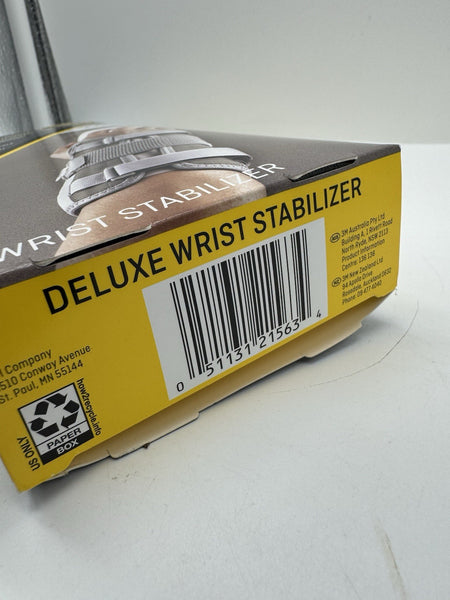 WRIST STABILIZER
DELUXE WRIST STABILIZER
0 51131 21563 4
Company
510 Conway Avenue
St. Paul, MN 55144
US ONLY
PAPER
BOX
how2recycle.info
AU 3M Australia Pty Ltd
Building A, 1 Rivett Road
North Ryde, NSW 2113
Product Information
Centre: 136 136
NZ 3M New Zealand Ltd
94 Apollo Drive
Rosedale, Auckland 0632
Phone: 09 477 4040